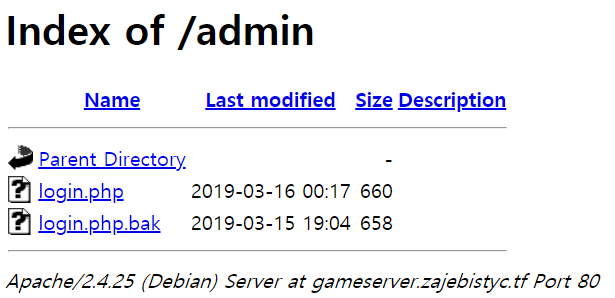 Index of /admin
Name Last modified Size Description
Parent Directory -
login.php 2019-03-16 00:17 660
login.php.bak 2019-03-15 19:04 658
Apache/2.4.25 (Debian) Server at gameserver.zajebistyc.tf Port 80